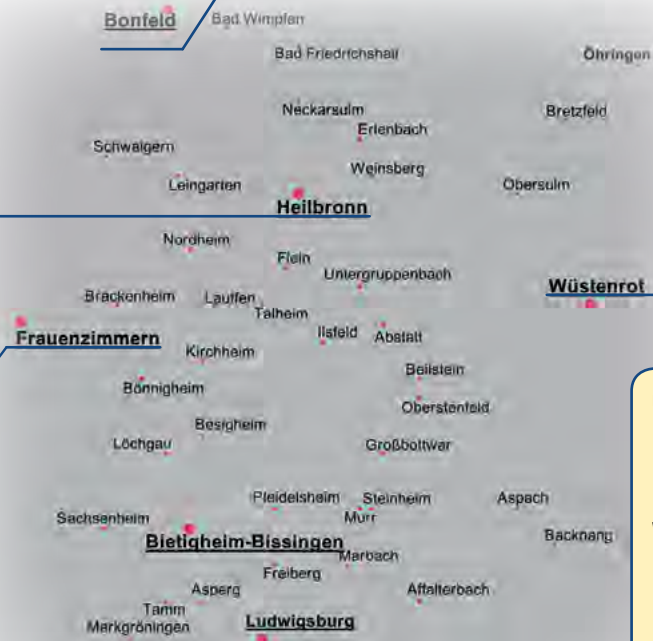 Bonfeld Bad Wimpfen
Bad Friedrichshall Öhringen
Neckarsulm Bretzfeld
Erlenbach
Schwaigern
Weinsberg
Leingarten Obersulm
Heilbronn
Nordheim
Flein
Untergruppenbach
Wüstenrot
Brackenheim Lauffen
Talheim
Frauenzimmern Ilsfeld Abstatt
Kirchheim
Beilstein
Bönnigheim
Oberstenfeld
Besigheim
Löchgau Großbottwar
Pleidelsheim Steinheim Aspach
Sachsenheim Murr
Bietigheim-Bissingen Backnang
Marbach
Freiberg
Asperg Affalterbach
Tamm
Markgröningen Ludwigsburg